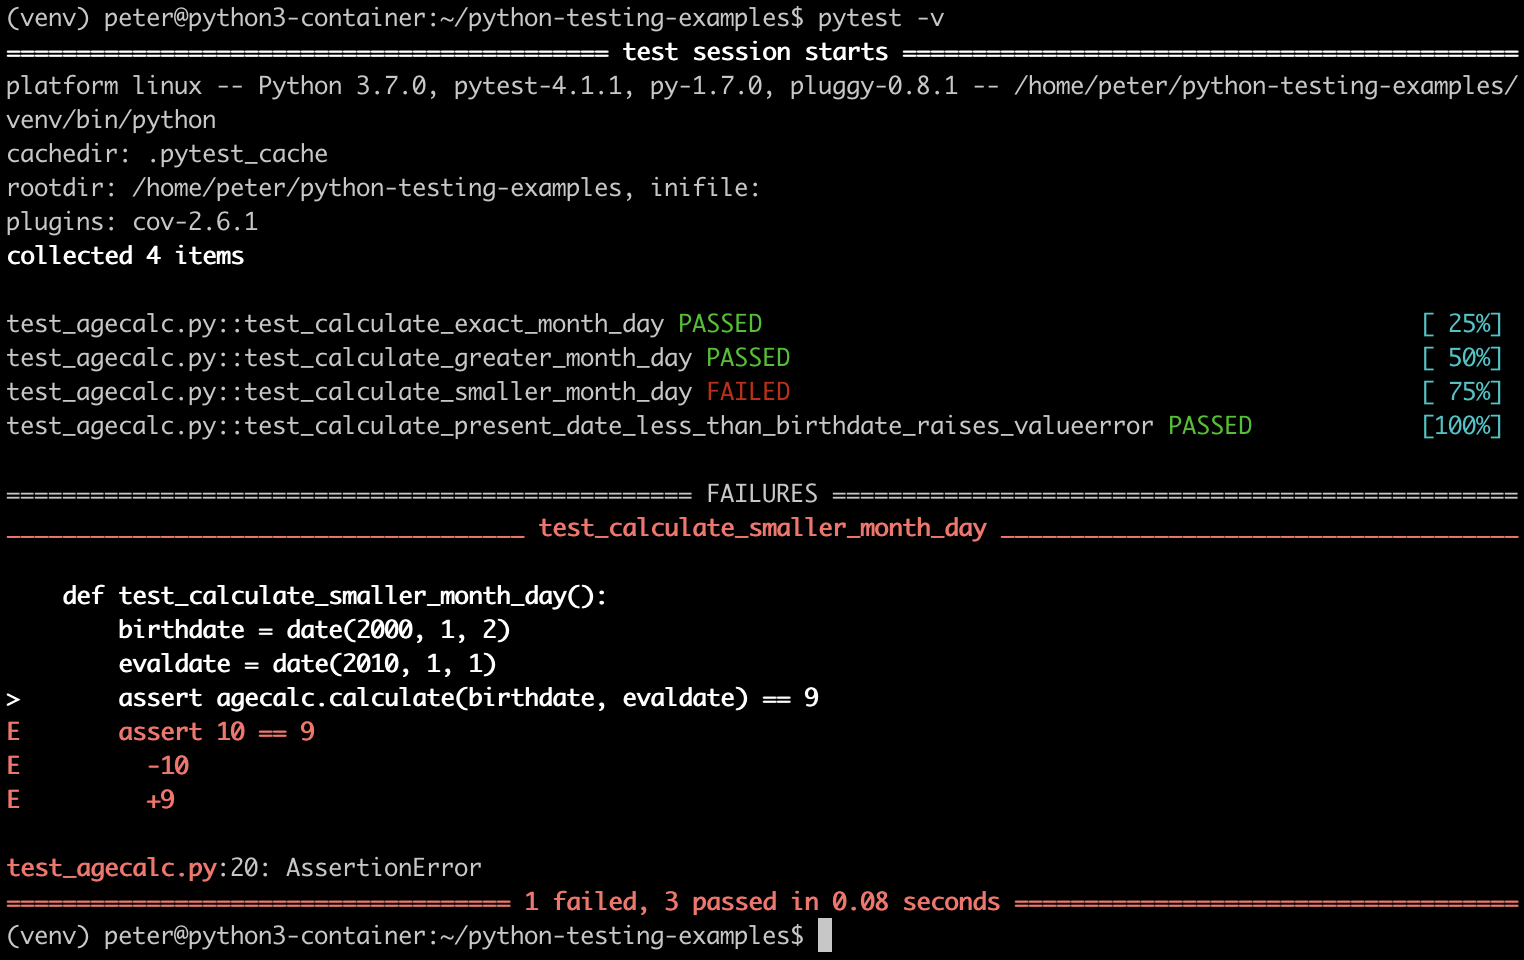 (venv) peter@python3-container:~/python-testing-examples$ pytest -v
=========================================== test session starts ============================================
platform linux -- Python 3.7.0, pytest-4.1.1, py-1.7.0, pluggy-0.8.1 -- /home/peter/python-testing-examples/
venv/bin/python
cachedir: .pytest_cache
rootdir: /home/peter/python-testing-examples, inifile:
plugins: cov-2.6.1
collected 4 items

test_agecalc.py::test_calculate_exact_month_day PASSED                                               [ 25%]
test_agecalc.py::test_calculate_greater_month_day PASSED                                             [ 50%]
test_agecalc.py::test_calculate_smaller_month_day FAILED                                             [ 75%]
test_agecalc.py::test_calculate_present_date_less_than_birthdate_raises_valueerror PASSED            [100%]

================================================= FAILURES =================================================
_____________________________________ test_calculate_smaller_month_day _____________________________________

    def test_calculate_smaller_month_day():
        birthdate = date(2000, 1, 2)
        evaldate = date(2010, 1, 1)
>       assert agecalc.calculate(birthdate, evaldate) == 9
E       assert 10 == 9
E         -10
E         +9

test_agecalc.py:20: AssertionError
==================================== 1 failed, 3 passed in 0.08 seconds ====================================
(venv) peter@python3-container:~/python-testing-examples$